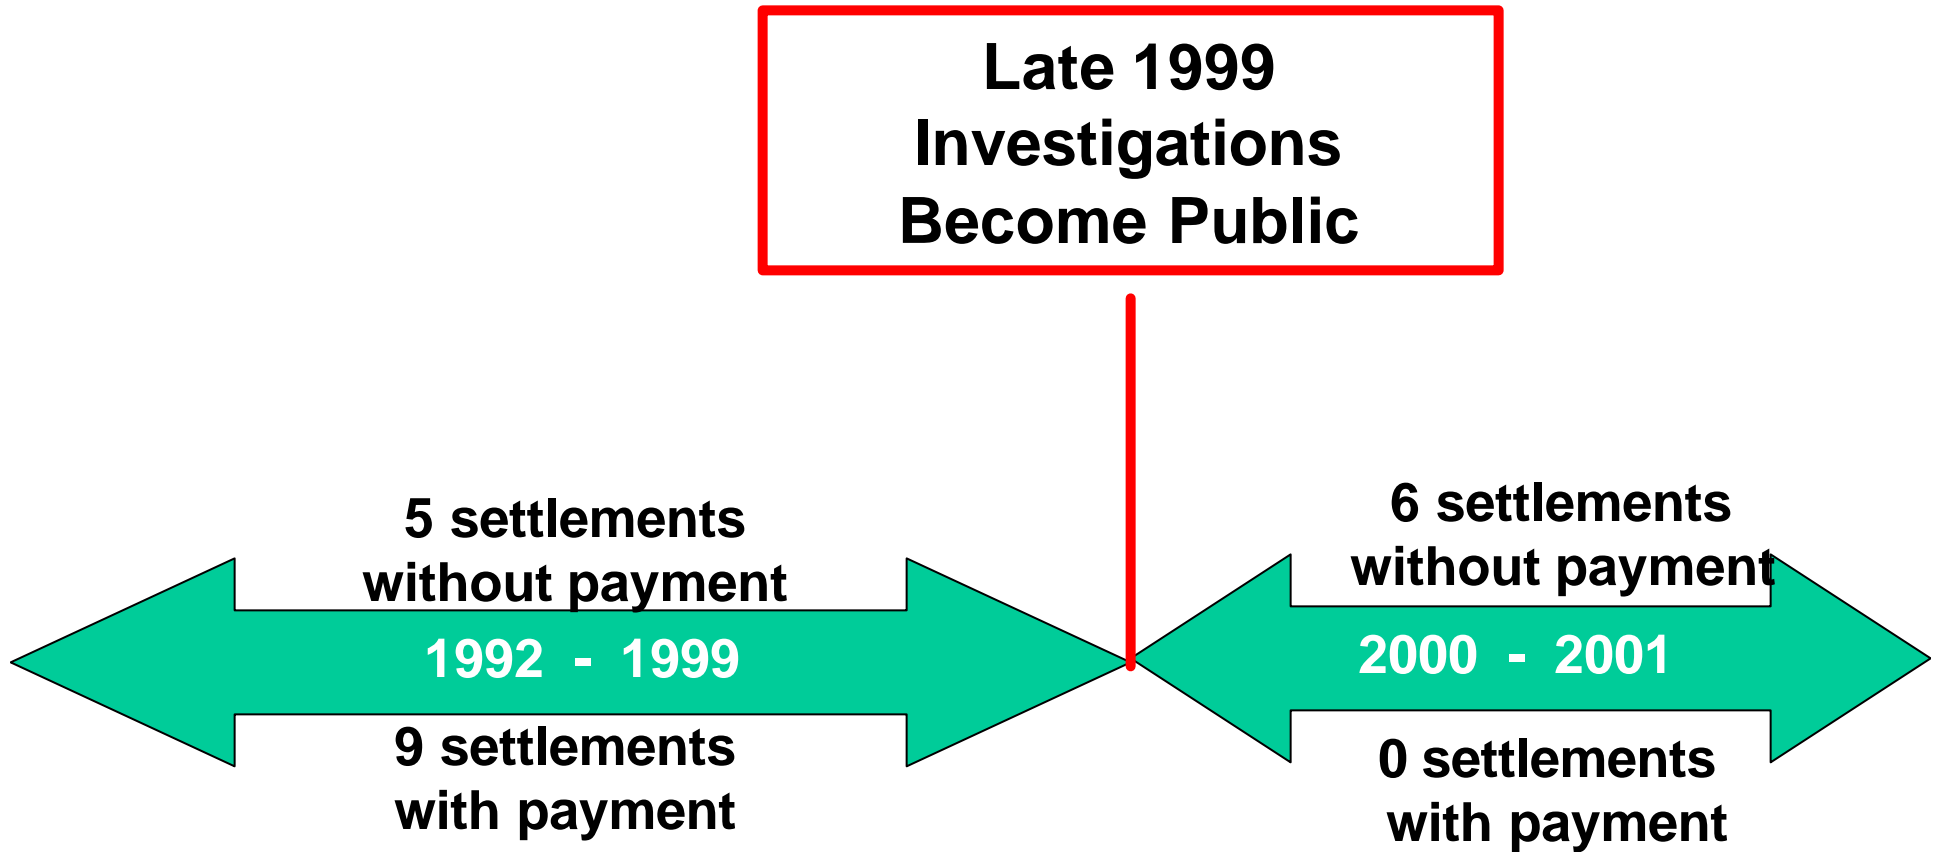 Late 1999
Investigations
Become Public
5 settlements
without payment
1992 - 1999
9 settlements
with payment
6 settlements
without payment
2000 - 2001
0 settlements
with payment